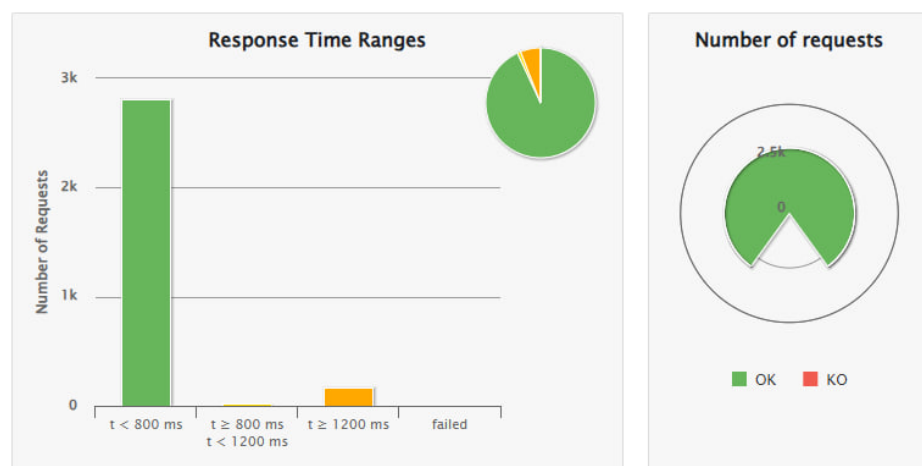 Response Time Ranges
Number of Requests
3k
2k
1k
0
t < 800 ms
t ≥ 800 ms
t < 1200 ms
t ≥ 1200 ms
failed
Number of requests
2.5k
0
OK
KO